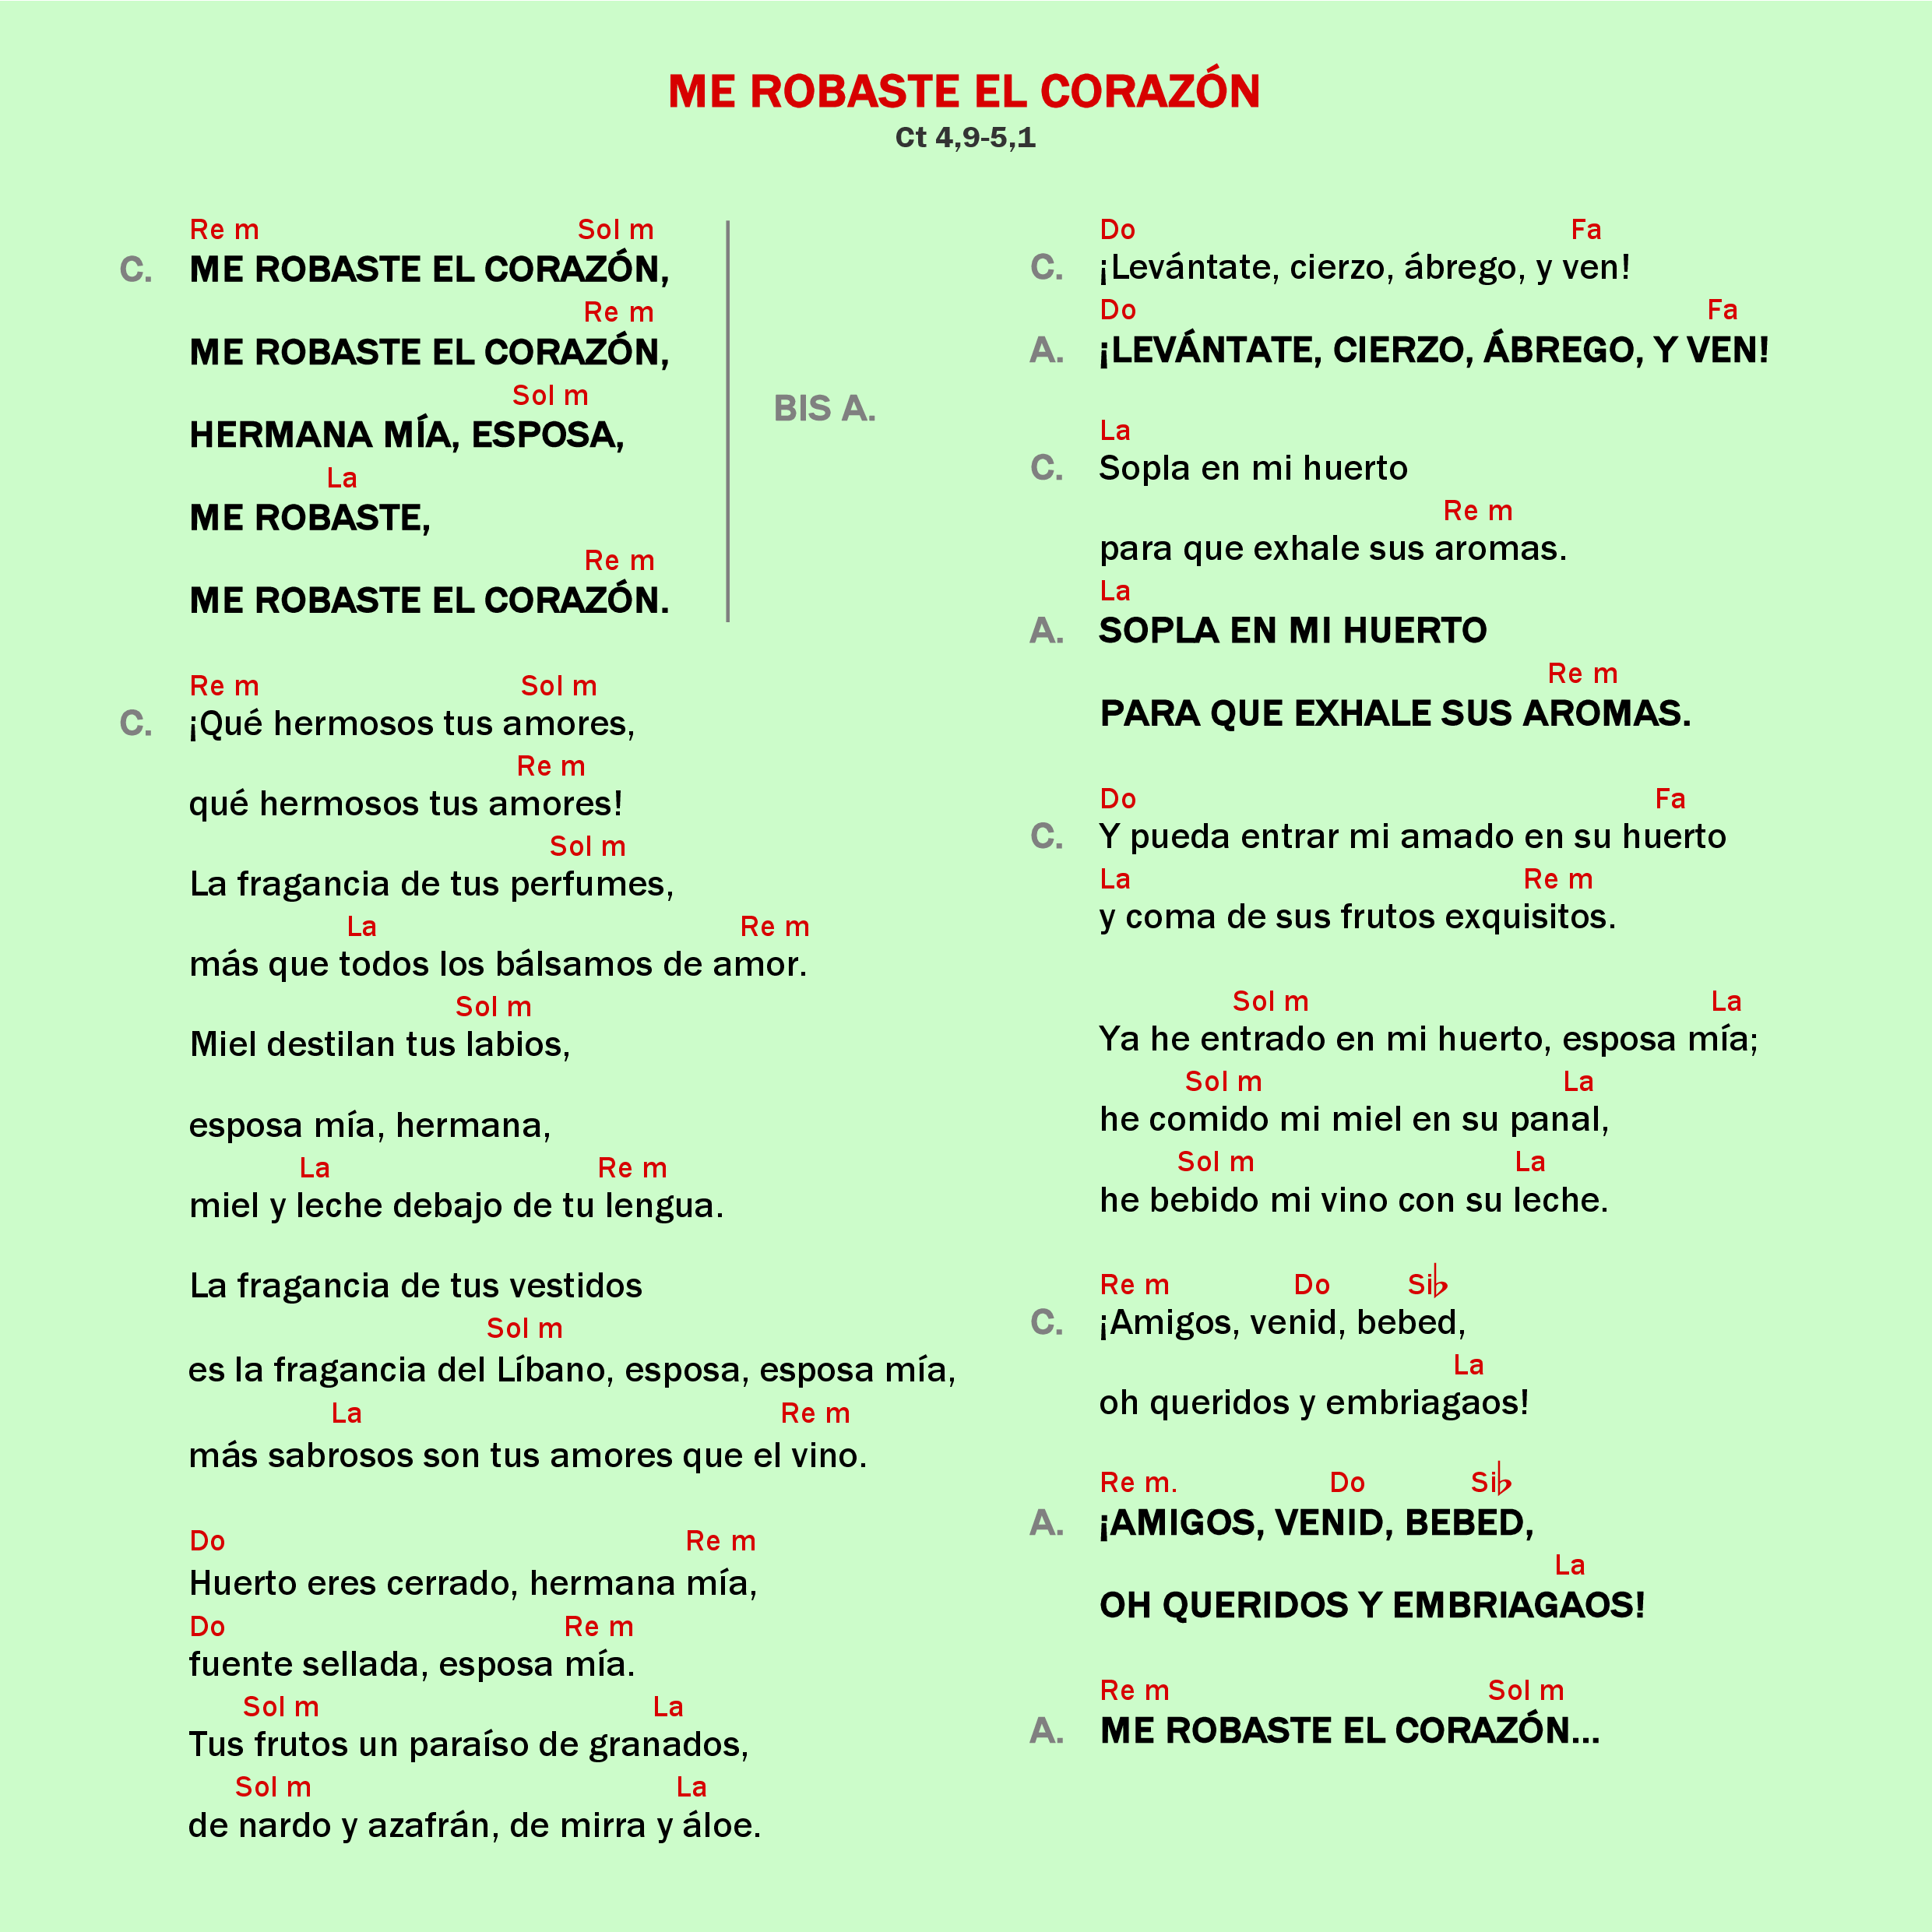 ME ROBASTE EL CORAZÓN
Ct 4,9-5,1
Re m Sol m
C. ME ROBASTE EL CORAZÓN,
Re m
ME ROBASTE EL CORAZÓN,
Sol m
HERMANA MÍA, ESPOSA,
La
ME ROBASTE,
Re m
ME ROBASTE EL CORAZÓN.
BIS A.
Re m Sol m
C. ¡Qué hermosos tus amores,
Re m
qué hermosos tus amores!
Sol m
La fragancia de tus perfumes,
La Re m
más que todos los bálsamos de amor.
Sol m
Miel destilan tus labios,
esposa mía, hermana,
La Re m
miel y leche debajo de tu lengua.
La fragancia de tus vestidos
Sol m
es la fragancia del Líbano, esposa, esposa mía,
La Re m
más sabrosos son tus amores que el vino.
Do Re m
Huerto eres cerrado, hermana mía,
Do Re m
fuente sellada, esposa mía.
Sol m La
Tus frutos un paraíso de granados,
Sol m La
de nardo y azafrán, de mirra y áloe.
Do Fa
C. ¡Levántate, cierzo, ábrego, y ven!
Do Fa
A. ¡LEVÁNTATE, CIERZO, ÁBREGO, Y VEN!
La
C. Sopla en mi huerto
Re m
para que exhale sus aromas.
La
A. SOPLA EN MI HUERTO
Re m
PARA QUE EXHALE SUS AROMAS.
Do Fa
C. Y pueda entrar mi amado en su huerto
La Re m
y coma de sus frutos exquisitos.
Sol m La
Ya he entrado en mi huerto, esposa mía;
Sol m La
he comido mi miel en su panal,
Sol m La
he bebido mi vino con su leche.
Re m Do Si♭
C. ¡Amigos, venid, bebed,
La
oh queridos y embriagaos!
Re m. Do Si♭
A. ¡AMIGOS, VENID, BEBED,
La
OH QUERIDOS Y EMBRIAGAOS!
Re m Sol m
A. ME ROBASTE EL CORAZÓN...